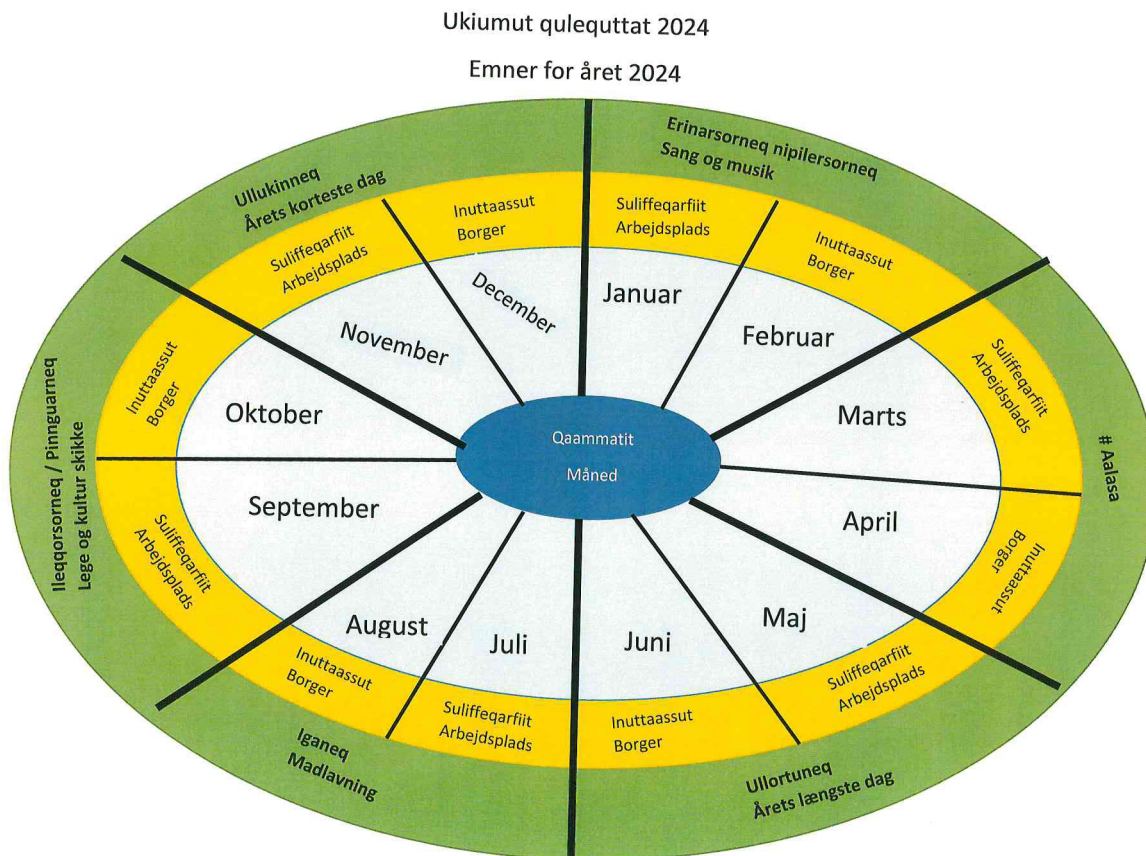 Ukiumut qulequttat 2024
Emner for året 2024
Erinarsorneq nipilersorneq
Sang og musik
Suliffeqarfiit
Arbejdsplads
Januar
Inuttaassut
Borger
Februar
# Aalasa
Suliffeqarfiit
Arbejdsplads
Marts
Inuttaassut
Borger
April
Ullortuneq
Årets længste dag
Suliffeqarfiit
Arbejdsplads
Maj
Inuttaassut
Borger
Juni
Iganeq
Madlavning
Suliffeqarfiit
Arbejdsplads
Juli
Inuttaassut
Borger
August
Ileqqorsorneq / Pinnguarneq
Lege og kultur skikke
Suliffeqarfiit
Arbejdsplads
September
Inuttaassut
Borger
Oktober
Ullukinneq
Årets korteste dag
Suliffeqarfiit
Arbejdsplads
November
Inuttaassut
Borger
December
Qaammatit
Måned